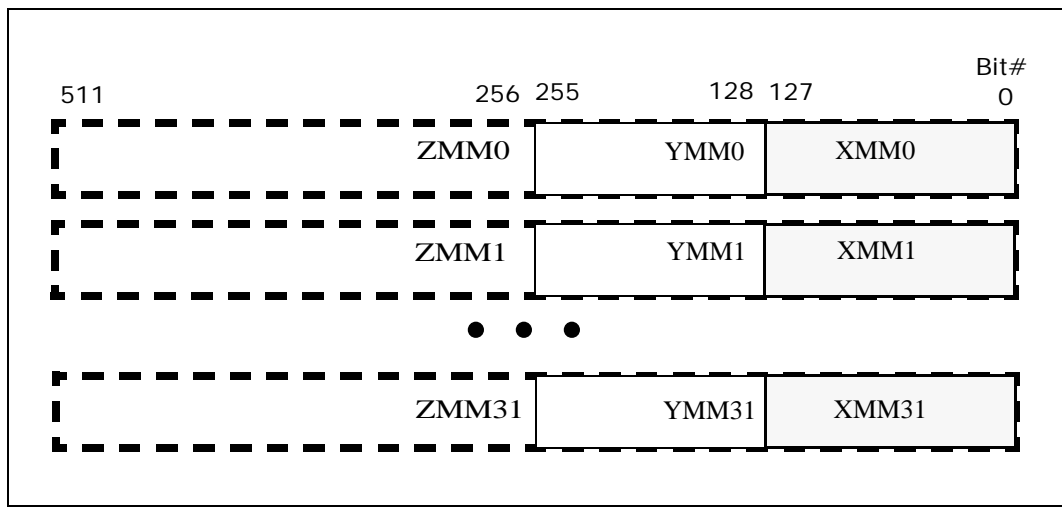 Bit#
511 256 255 128 127 0
ZMM0 YMM0 XMM0
ZMM1 YMM1 XMM1
ZMM31 YMM31 XMM31